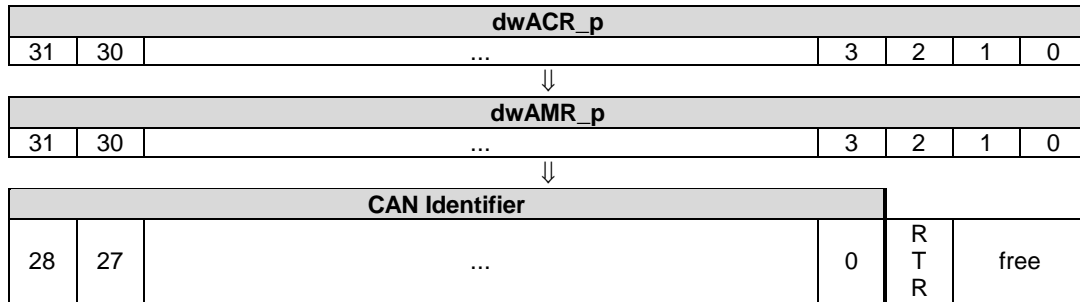 dwACR_p
31 30 ... 3 2 1 0
⇓
dwAMR_p
31 30 ... 3 2 1 0
⇓
CAN Identifier
28 27 ... 0 R T R free